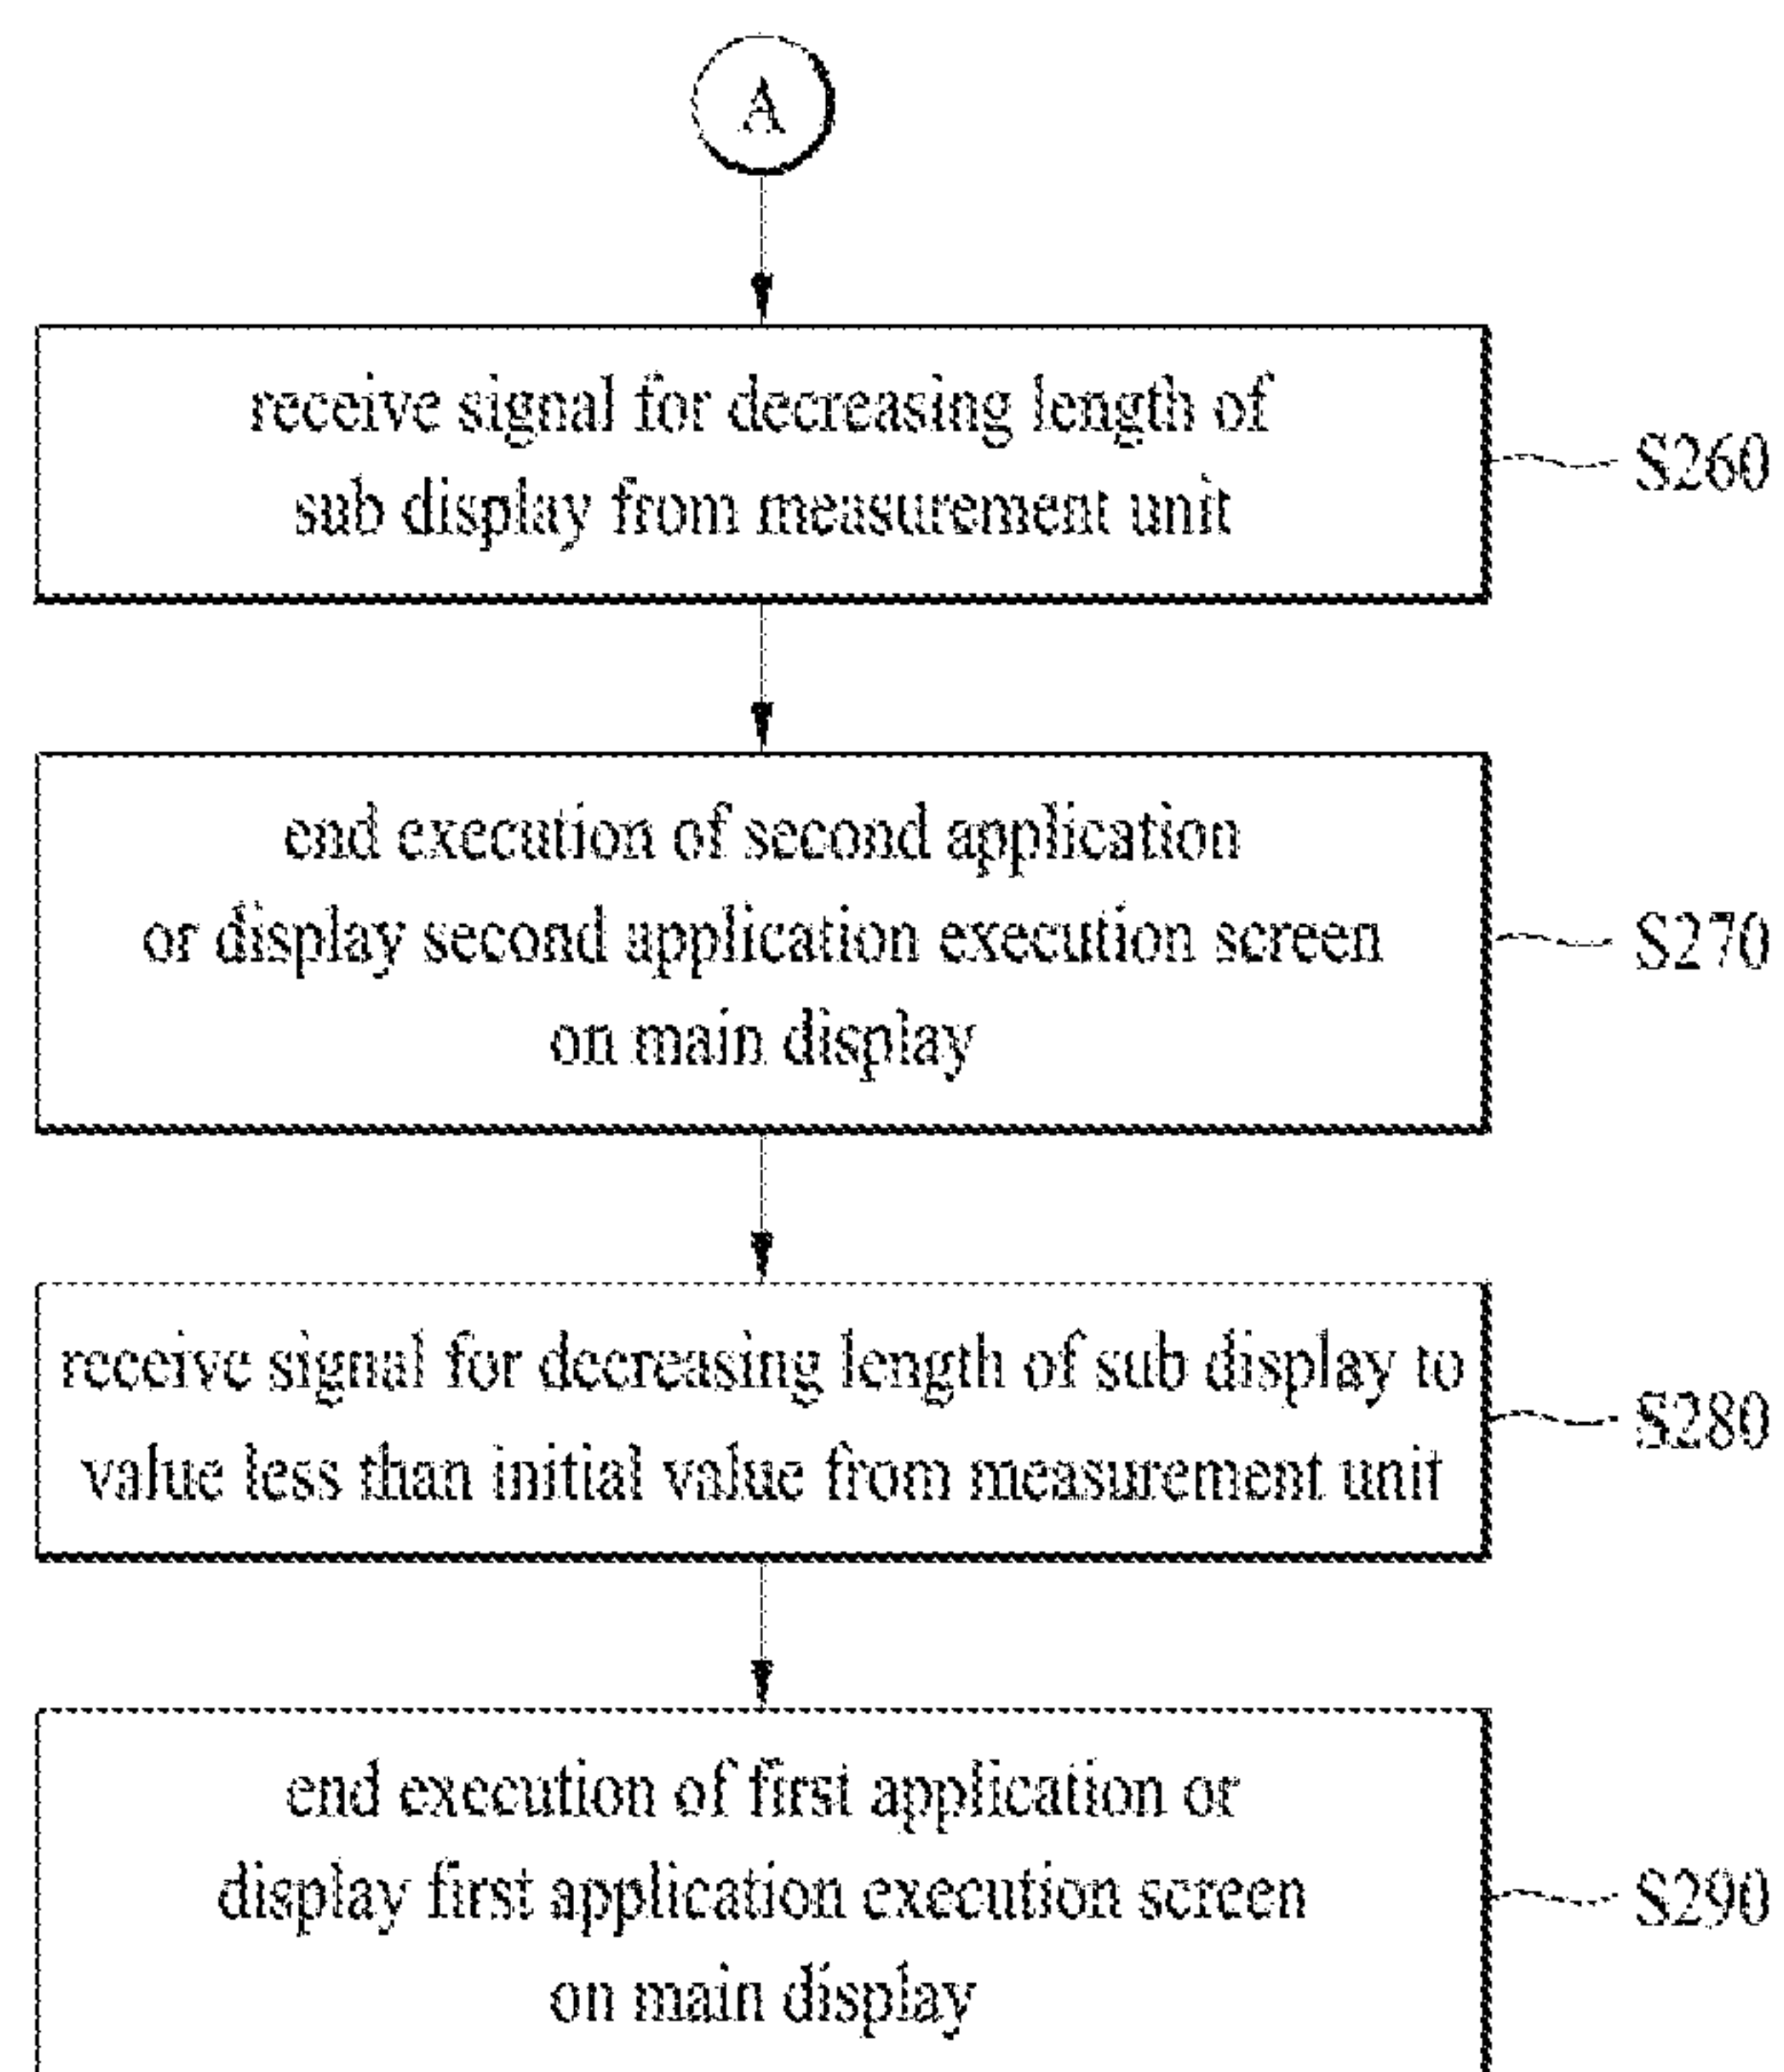 A
receive signal for decreasing length of
sub display from measurement unit
S260
end execution of second application
or display second application execution screen
on main display
S270
receive signal for decreasing length of sub display to
value less than initial value from measurement unit
S280
end execution of first application or
display first application execution screen
on main display
S290